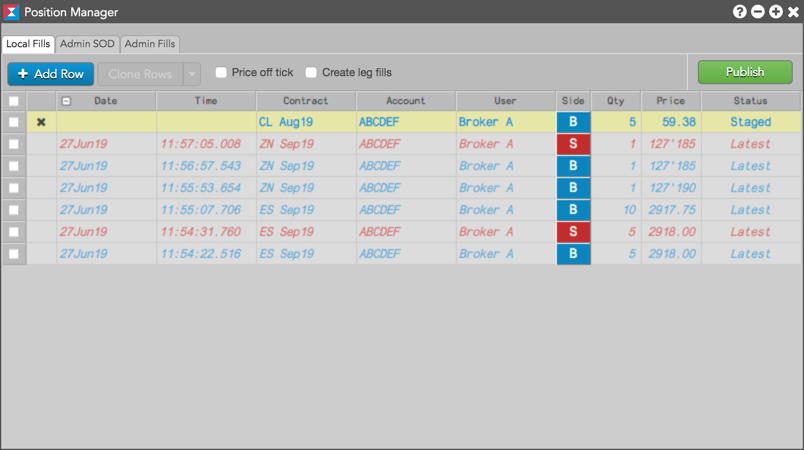 Position Manager
Local Fills Admin SOD Admin Fills
+ Add Row Clone Rows Price off tick Create leg fills Publish
Date Time Contract Account User Side Qty Price Status
CL Aug19 ABCDEF Broker A B 5 59.38 Staged
27Jun19 11:57:05.008 ZN Sep19 ABCDEF Broker A S 1 127'185 Latest
27Jun19 11:56:57.543 ZN Sep19 ABCDEF Broker A B 1 127'185 Latest
27Jun19 11:55:53.654 ZN Sep19 ABCDEF Broker A B 1 127'190 Latest
27Jun19 11:55:07.706 ES Sep19 ABCDEF Broker A B 10 2917.75 Latest
27Jun19 11:54:31.760 ES Sep19 ABCDEF Broker A S 5 2918.00 Latest
27Jun19 11:54:22.516 ES Sep19 ABCDEF Broker A B 5 2918.00 Latest